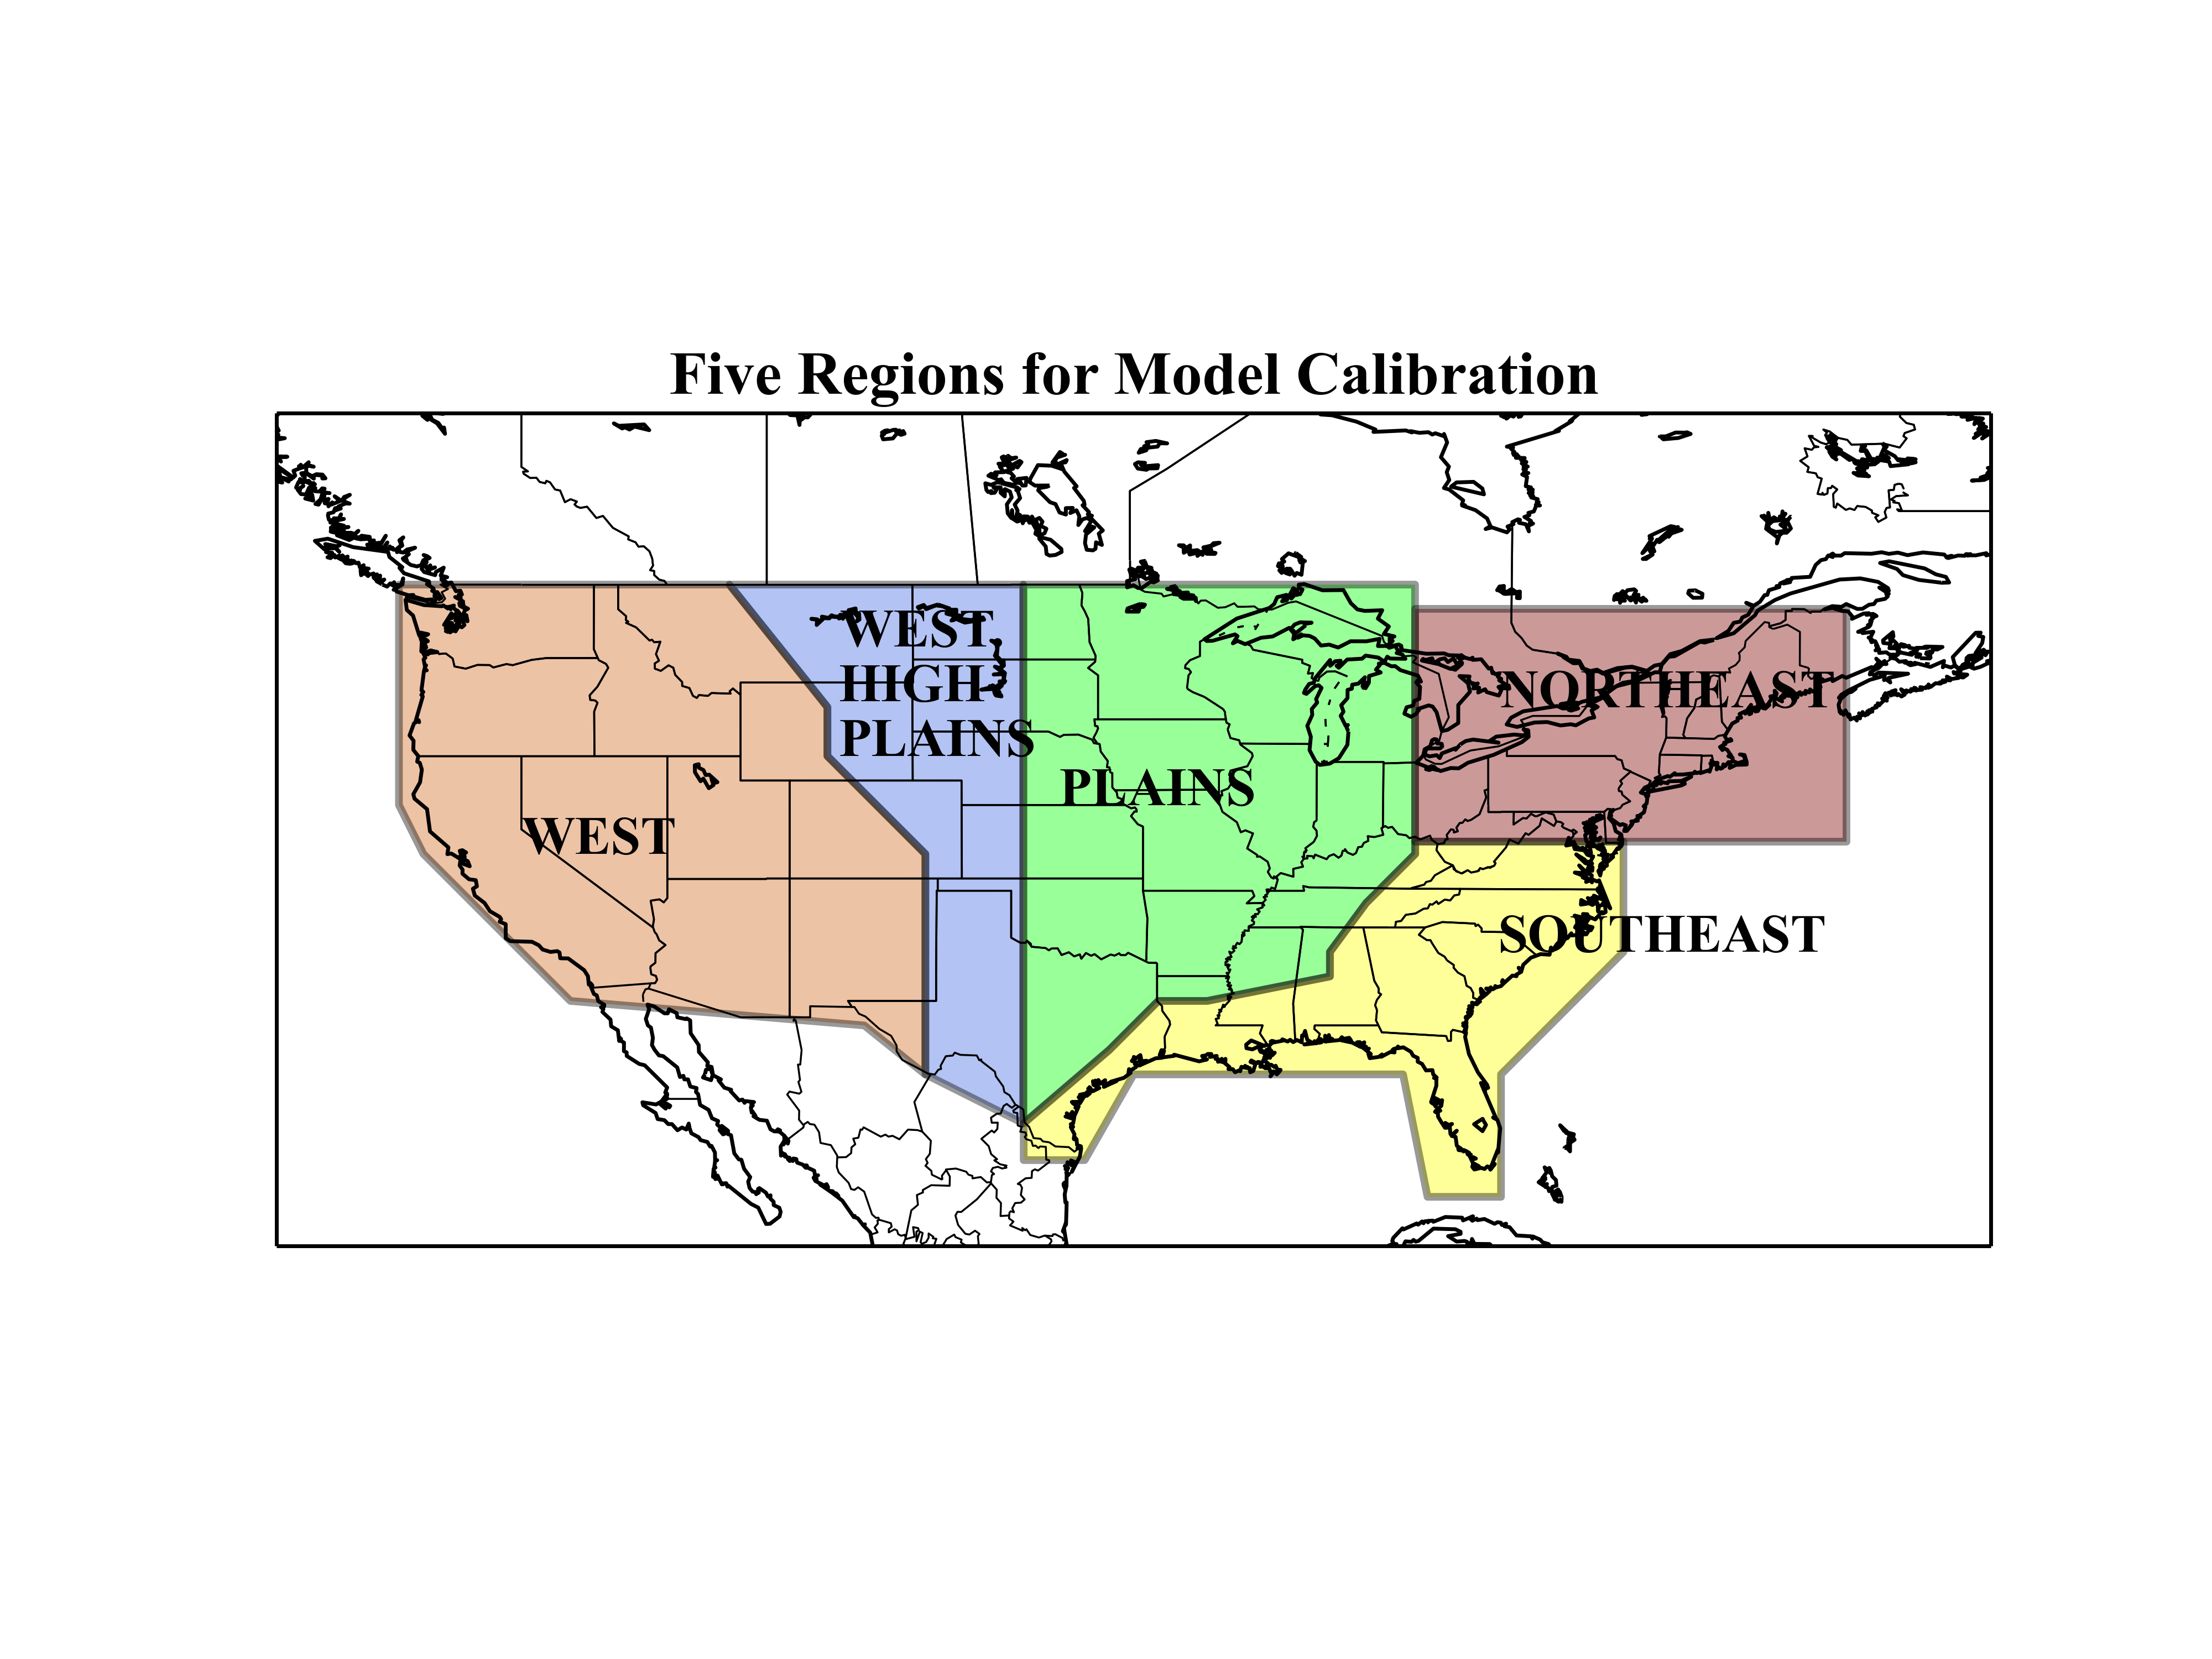 Five Regions for Model Calibration
WEST
HIGH
PLAINS
NORTHEAST
PLAINS
WEST
SOUTHEAST